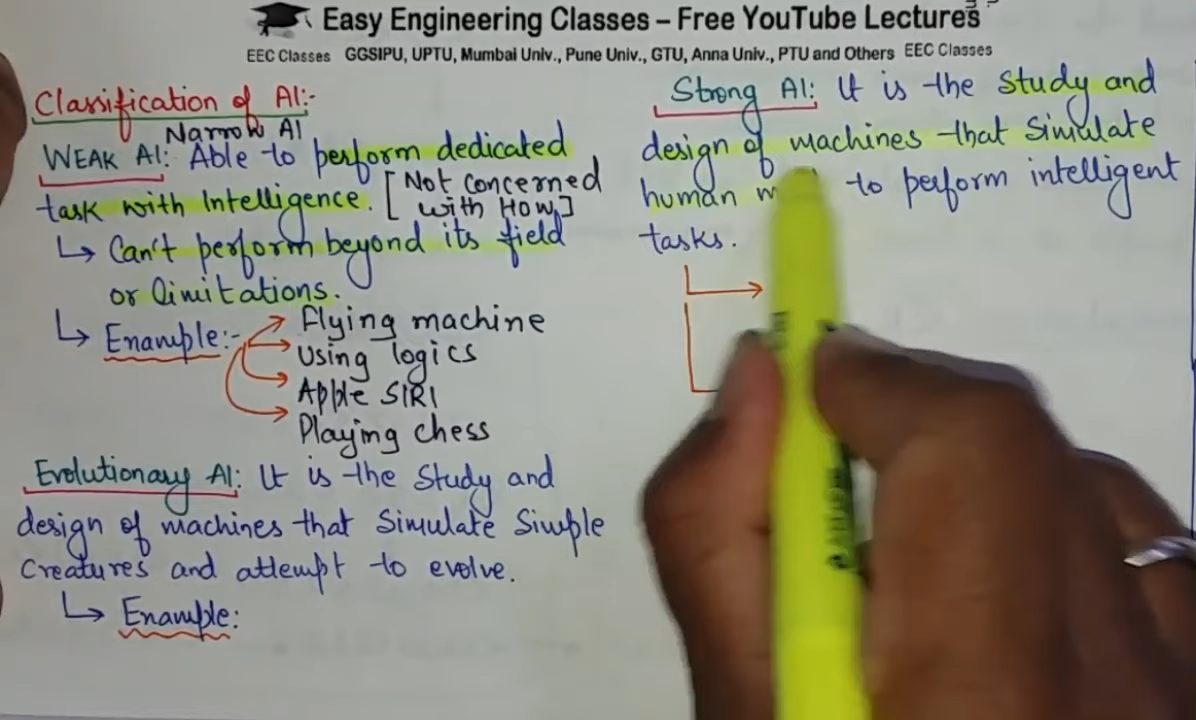 Easy Engineering Classes – Free YouTube Lectures
EEC Classes GGSIPU, UPTU, Mumbai Univ., Pune Univ., GTU, Anna Univ., PTU and Others EEC Classes
Classification of AI:-
Narrow AI
WEAK AI: Able to perform dedicated
task with Intelligence. [Not Concerned
with How]
↳ Can't perform beyond its field
or limitations.
↳ Example:-
Flying machine
Using logics
Apple SIRI
Playing chess
Evolutionary AI: It is the Study and
design of machines that Simulate Simple
Creatures and attempt to evolve.
↳ Example:
Strong AI: It is the Study and
design of machines that Simulate
human to perform intelligent
tasks.